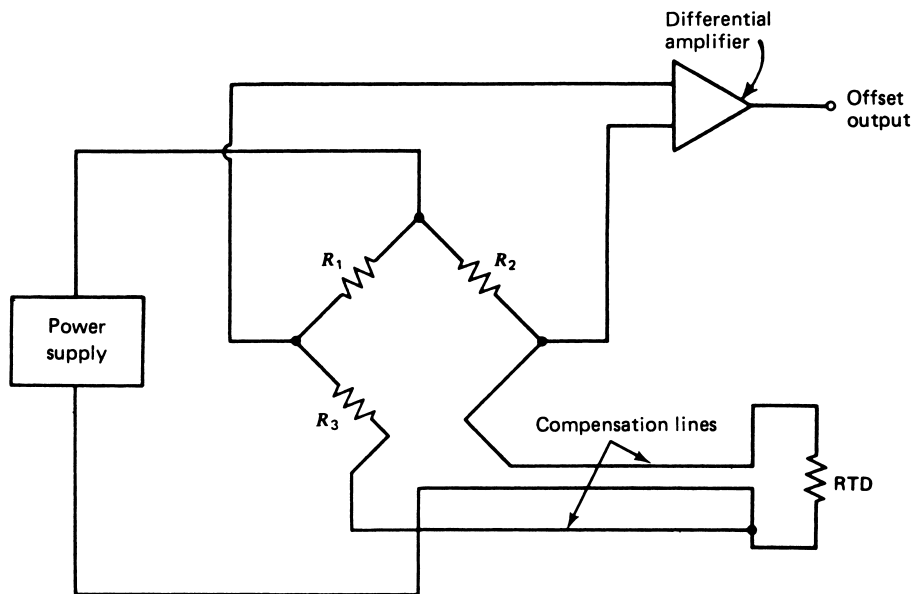 Differential
amplifier
Offset
output
R1
R2
Power
supply
R3
Compensation lines
RTD